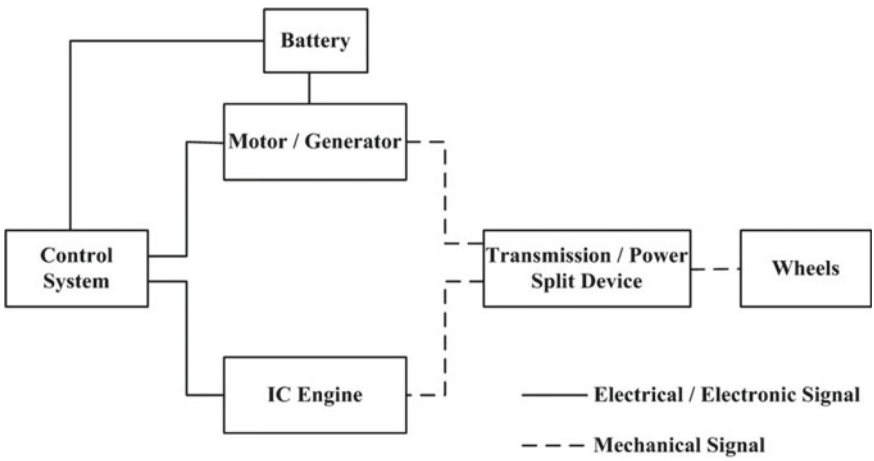 Battery
Motor / Generator
Control
System
Transmission / Power
Split Device
Wheels
IC Engine
Electrical / Electronic Signal
Mechanical Signal